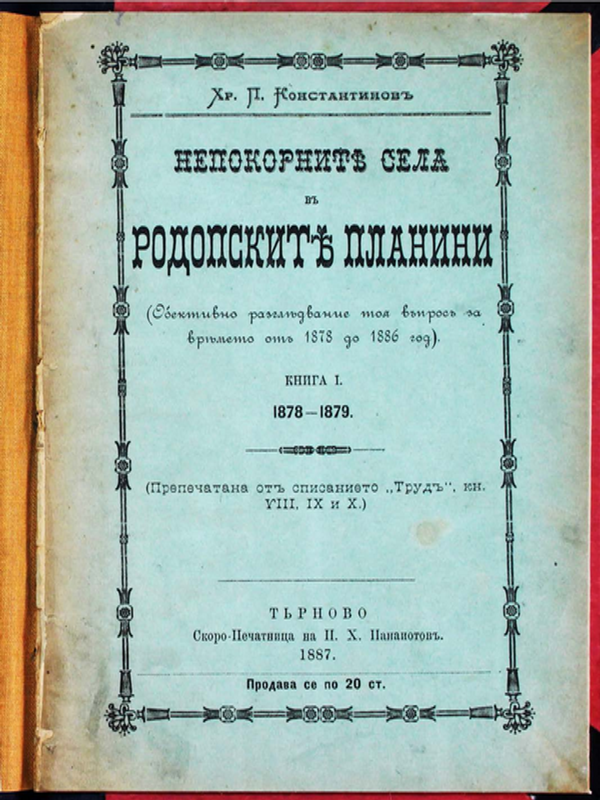 Хр. П. Константиновъ
НЕПОКОРНИТѢ СЕЛА
въ
РОДОПСКИТѢ ПЛАНИНИ
(Обективно разглѣдвание тоя въпросъ за
врѣмето отъ 1878 до 1886 год).
КНИГА I.
1878—1879.
(Препечатана отъ списанието „Трудъ“, кн.
VIII, IX и X.)
ТЪРНОВО
Скоро-Печатница на П. Х. Панайотовъ.
1887.
Продава се по 20 ст.